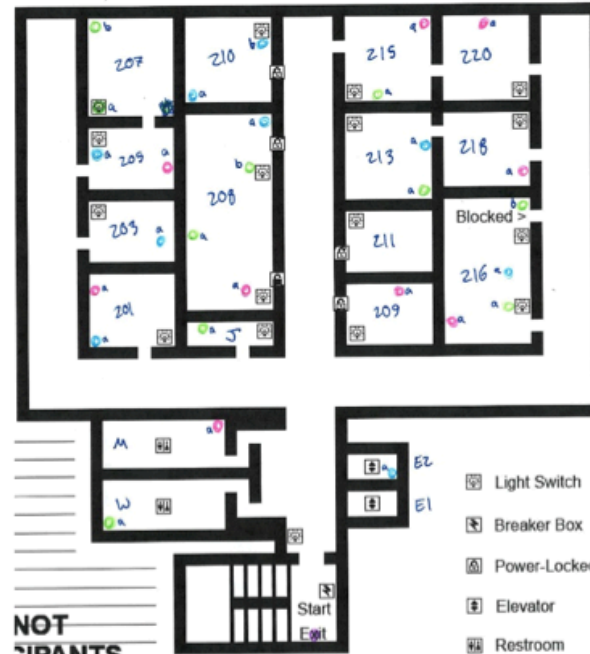 b
207
a
210
b
a
a
215
a
a
220
205
a
a
a
b
208
a
a
213
a
a
218
a
203
a
211
Blocked >
b
216
a
a
a
201
a
a
a
a
J
209
a
a
M
a
W
a
E2
a
E1
Light Switch
Breaker Box
Power-Locke
Elevator
Restroom
Start
Exit
NOT
CIPANTS